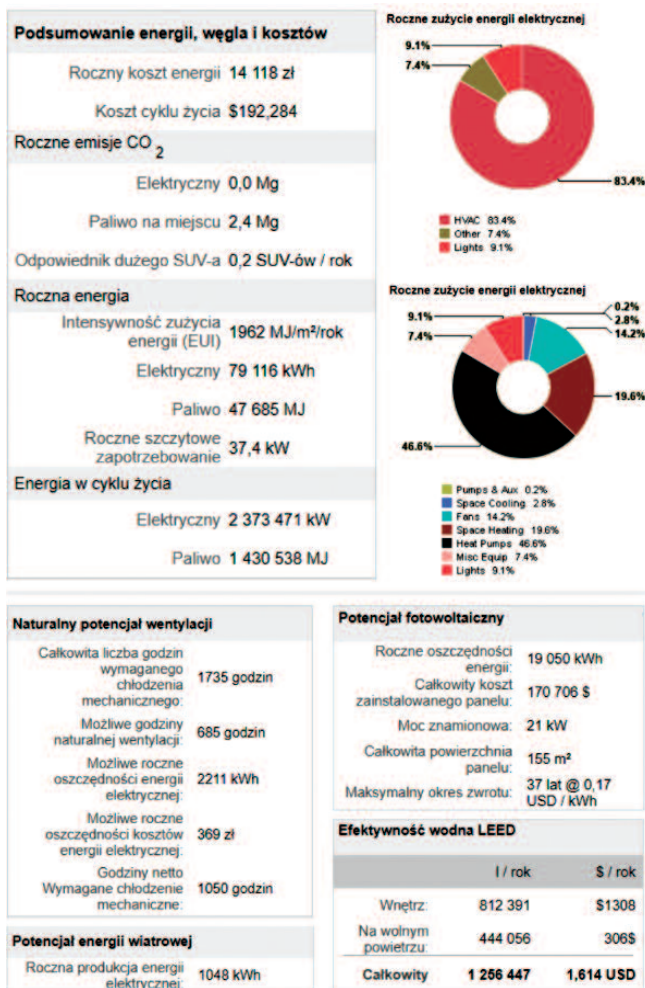 Podsumowanie energii, węgla i kosztów
Roczny koszt energii 14 118 zł
Koszt cyklu życia $192,284
Roczne emisje CO 2
Elektryczny 0,0 Mg
Paliwo na miejscu 2,4 Mg
Odpowiednik dużego SUV-a 0,2 SUV-ów / rok
Roczna energia
Intensywność zużycia
energii (EUI) 1962 MJ/m²/rok
Elektryczny 79 116 kWh
Paliwo 47 685 MJ
Roczne szczytowe
zapotrzebowanie 37,4 kW
Energia w cyklu życia
Elektryczny 2 373 471 kW
Paliwo 1 430 538 MJ
Roczne zużycie energii elektrycznej
9.1%
7.4%
83.4%
HVAC 83.4%
Other 7.4%
Lights 9.1%
Roczne zużycie energii elektrycznej
0.2%
2.8%
14.2%
19.6%
9.1%
7.4%
46.6%
Pumps & Aux 0.2%
Space Cooling 2.8%
Fans 14.2%
Space Heating 19.6%
Heat Pumps 46.6%
Misc Equip 7.4%
Lights 9.1%
Naturalny potencjał wentylacji
Całkowita liczba godzin
wymaganego
chłodzenia
mechanicznego: 1735 godzin
Możliwe godziny
naturalnej wentylacji: 685 godzin
Możliwe roczne
oszczędności energii
elektrycznej: 2211 kWh
Możliwe roczne
oszczędności kosztów
energii elektrycznej: 369 zł
Godziny netto
Wymagane chłodzenie
mechaniczne: 1050 godzin
Potencjał energii wiatrowej
Roczna produkcja energii
elektrycznej: 1048 kWh
Potencjał fotowoltaiczny
Roczne oszczędności
energii: 19 050 kWh
Całkowity koszt
zainstalowanego panelu: 170 706 $
Moc znamionowa: 21 kW
Całkowita powierzchnia
panelu: 155 m²
Maksymalny okres zwrotu: 37 lat @ 0,17
USD / kWh
Efektywność wodna LEED
l / rok $ / rok
Wnętrz: 812 391 $1308
Na wolnym
powietrzu: 444 056 306$
Całkowity 1 256 447 1,614 USD